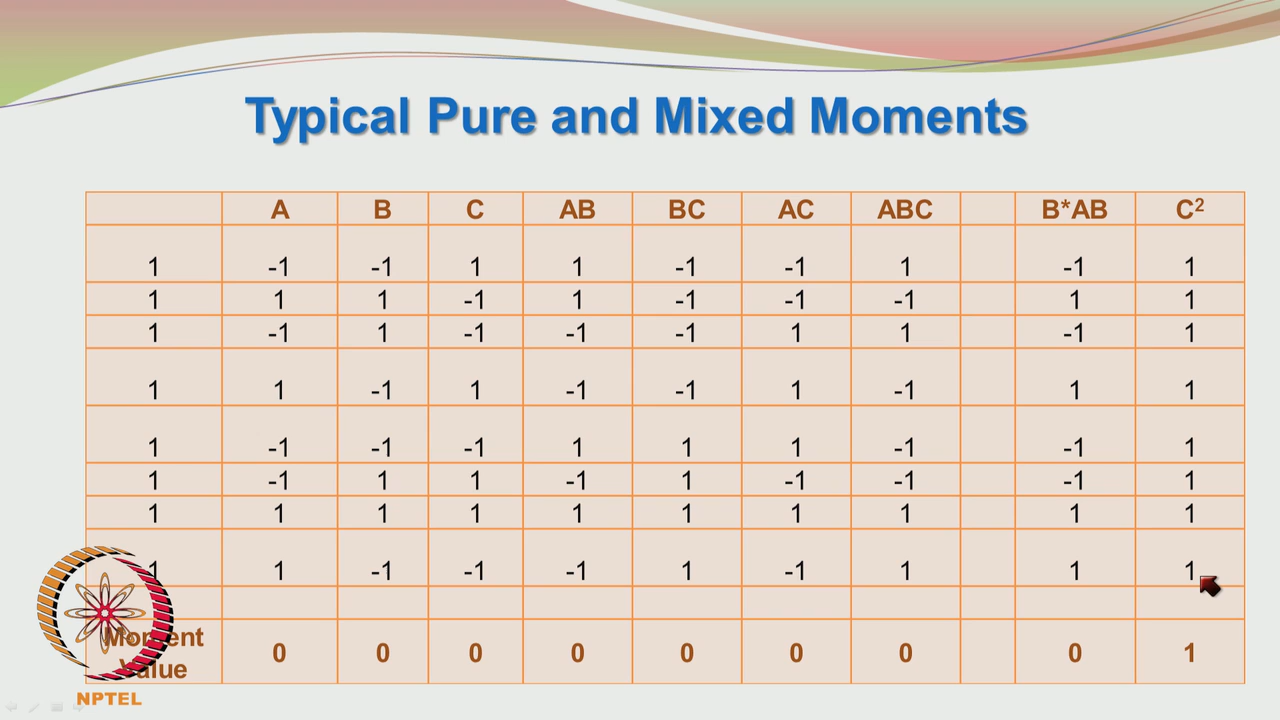 Typical Pure and Mixed Moments
A B C AB BC AC ABC B*AB C²
1 -1 -1 1 1 -1 -1 1 -1 1
1 1 1 -1 1 -1 -1 -1 1 1
1 -1 1 -1 -1 -1 1 1 -1 1
1 1 -1 1 -1 -1 1 -1 1 1
1 -1 -1 -1 1 1 1 -1 -1 1
1 -1 1 1 -1 1 -1 -1 -1 1
1 1 1 1 1 1 1 1 1 1
1 1 -1 -1 -1 1 -1 1 1 1
Moment
Value 0 0 0 0 0 0 0 0 1
NPTEL